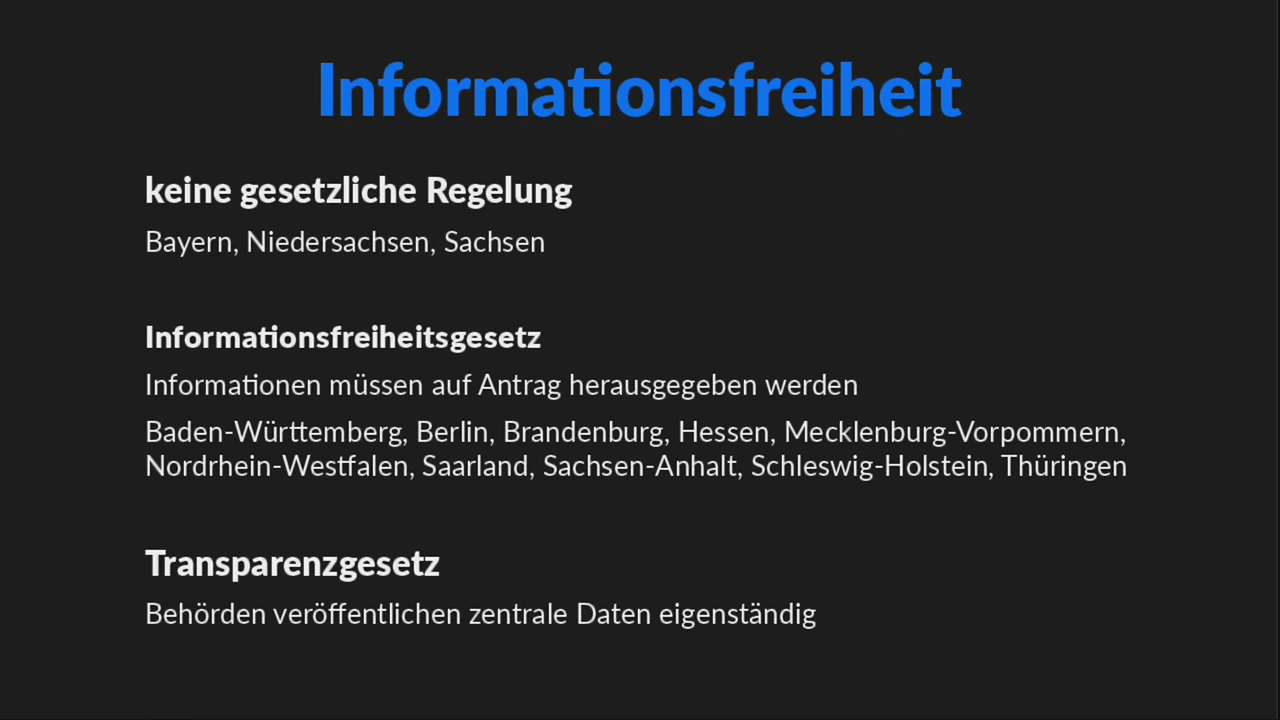 Informationsfreiheit
keine gesetzliche Regelung
Bayern, Niedersachsen, Sachsen
Informationsfreiheitsgesetz
Informationen müssen auf Antrag herausgegeben werden
Baden-Württemberg, Berlin, Brandenburg, Hessen, Mecklenburg-Vorpommern,
Nordrhein-Westfalen, Saarland, Sachsen-Anhalt, Schleswig-Holstein, Thüringen
Transparenzgesetz
Behörden veröffentlichen zentrale Daten eigenständig